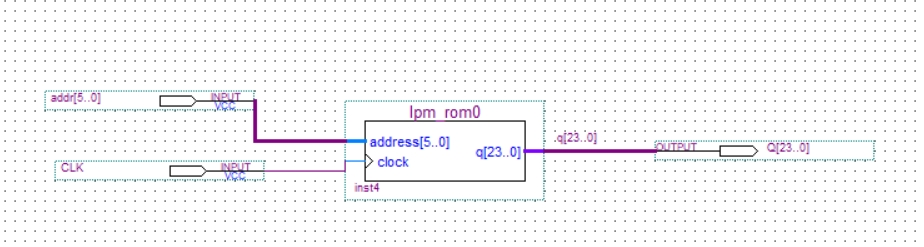 addr[5..0]
INPUT
VCC
CLK
INPUT
VCC
lpm_rom0
address[5..0]
clock
q[23..0]
inst4
q[23..0]
OUTPUT
Q[23..0]